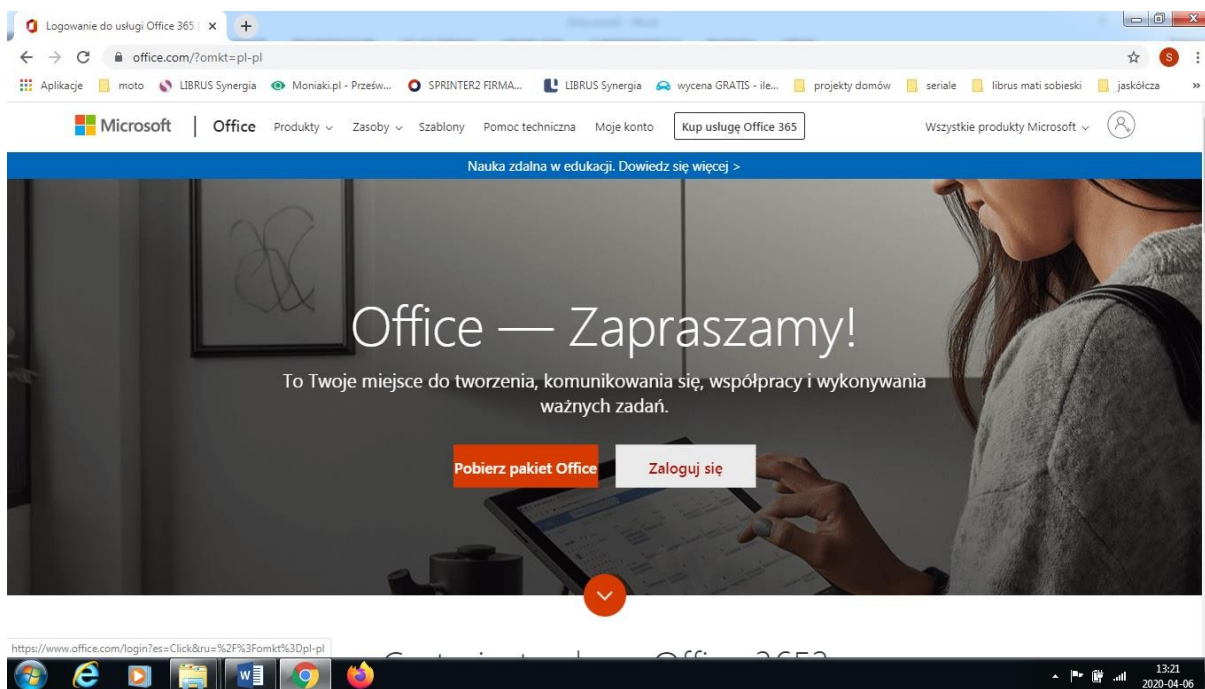 Logowanie do usługi Office 365
office.com/?omkt=pl-pl
S
Aplikacje moto LIBRUS Synergia Moniaki.pl - Prześw... SPRINTER2 FIRMA... LIBRUS Synergia wycena GRATIS - ile... projekty domów seriale librus mati sobieski jaskółcza »
Microsoft | Office Produkty Zasoby Szablony Pomoc techniczna Moje konto Kup usługę Office 365 Wszystkie produkty Microsoft
Nauka zdalna w edukacji. Dowiedz się więcej >
Office — Zapraszamy!
To Twoje miejsce do tworzenia, komunikowania się, współpracy i wykonywania
ważnych zadań.
Pobierz pakiet Office Zaloguj się
https://www.office.com/login?es=Click&ru=%2F%3Fomkt%3Dpl-pl
13:21
2020-04-06